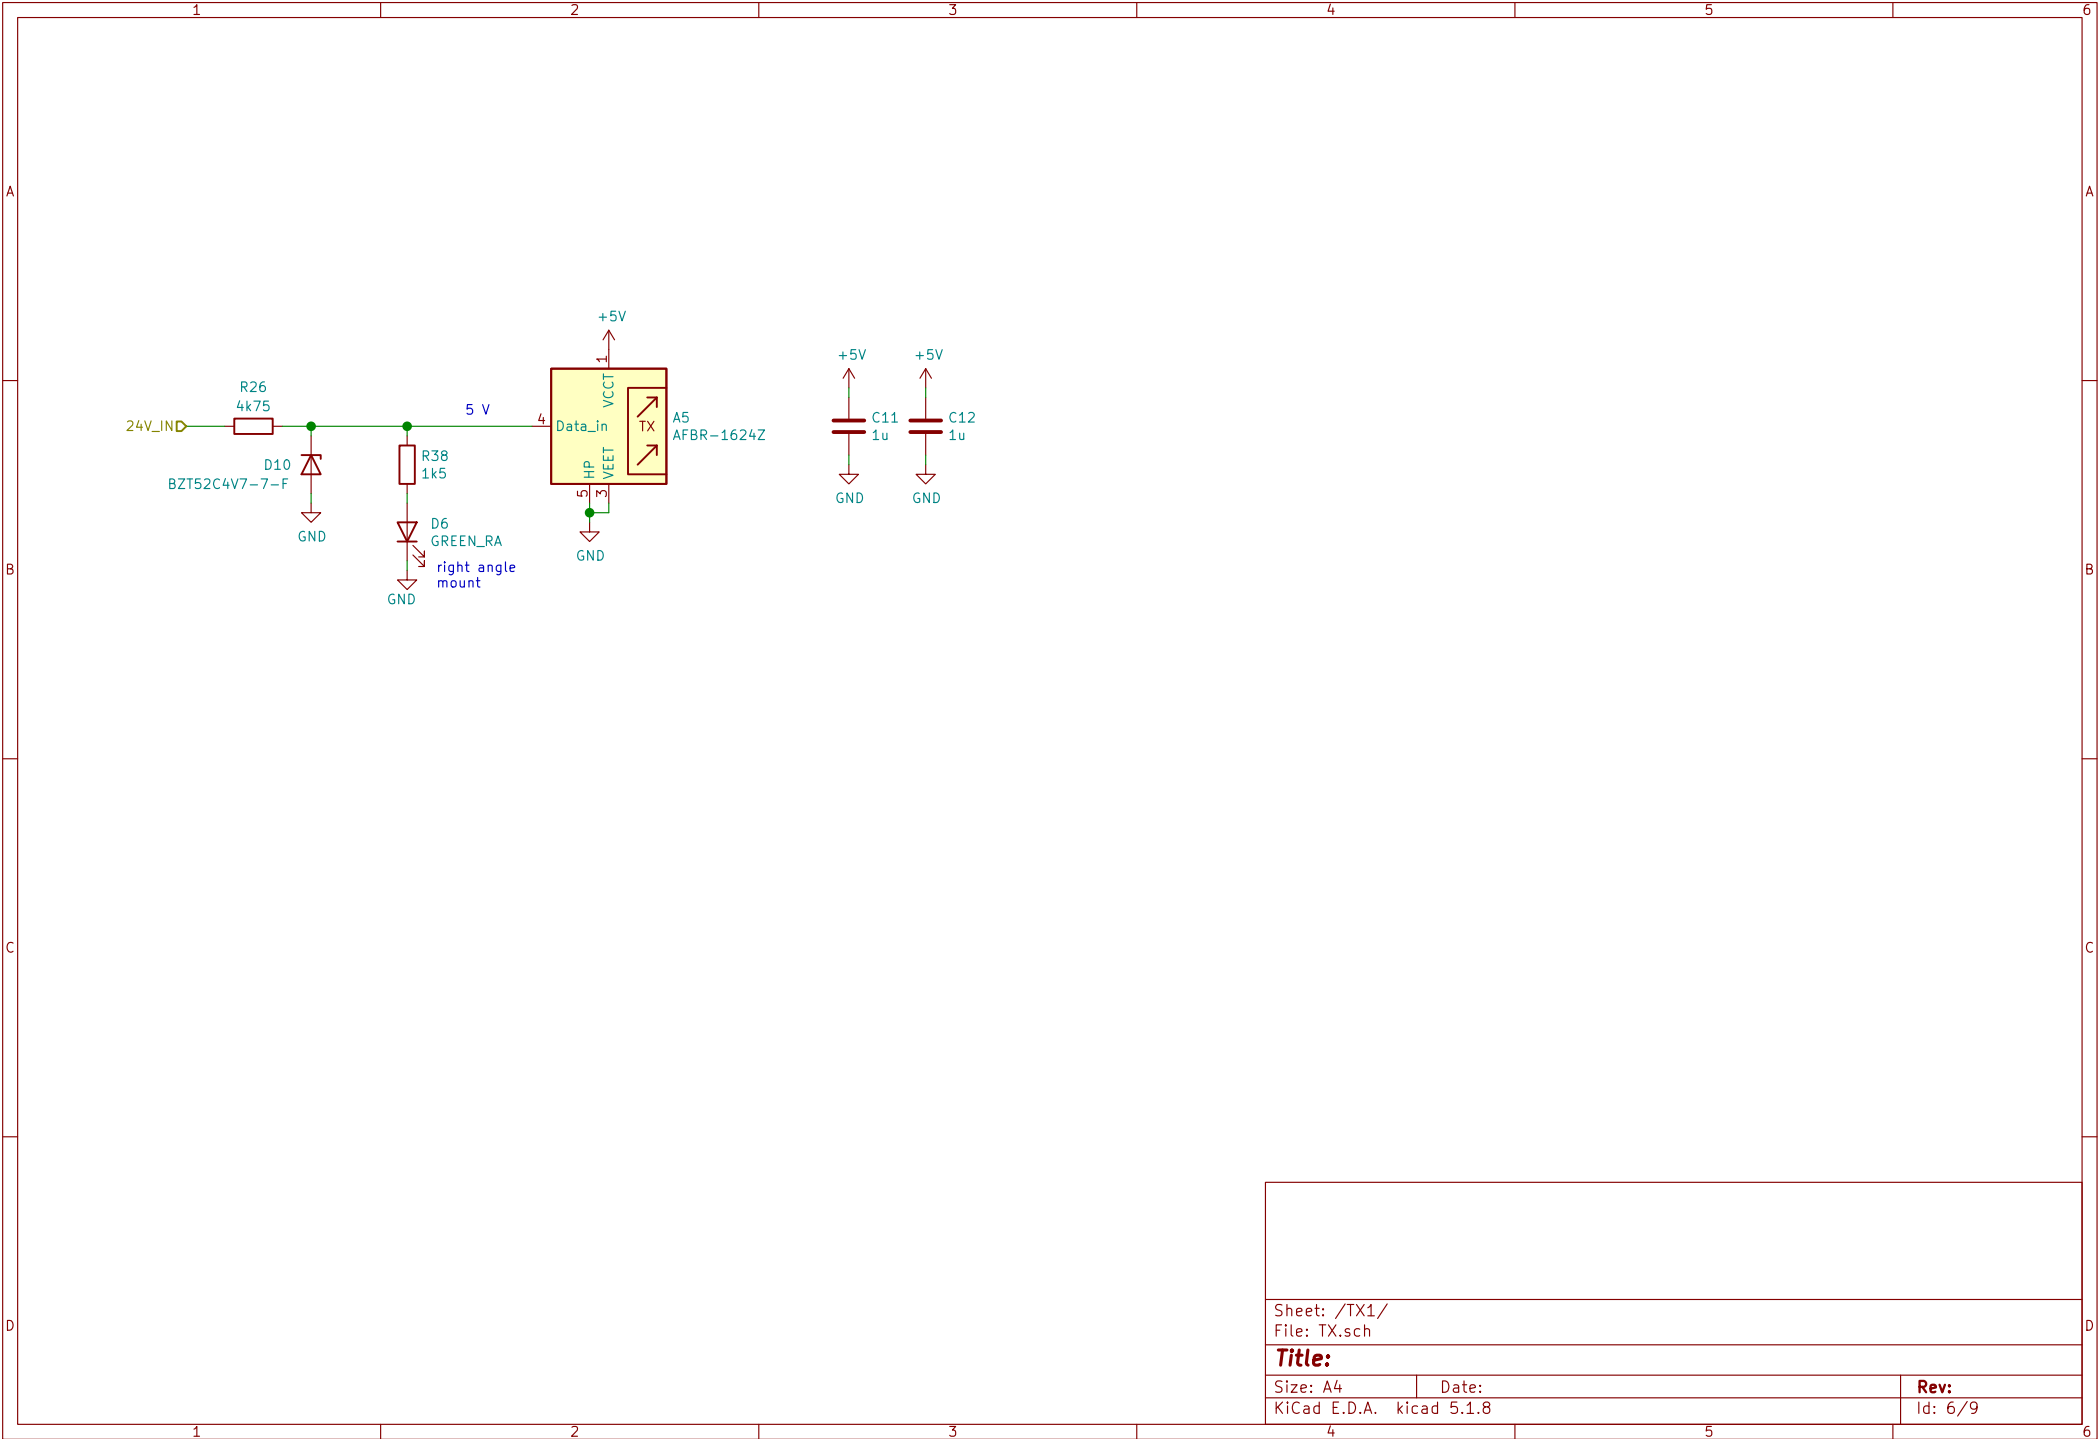 1 2 3 4 5 6
A A
+5V
+5V +5V
1
VCCT
R26
4k75
5 V
24V_IN
4
Data_in
TX
A5
AFBR-1624Z
C11
1u
C12
1u
R38
1k5
D10
BZT52C4V7-7-F
HP
VEET
5
3
GND GND
D6
GREEN_RA
GND
GND
right angle
mount
GND
B B
C C
D D
Sheet: /TX1/
File: TX.sch
Title:
Size: A4 Date: Rev:
KiCad E.D.A. kicad 5.1.8 Id: 6/9
1 2 3 4 5 6